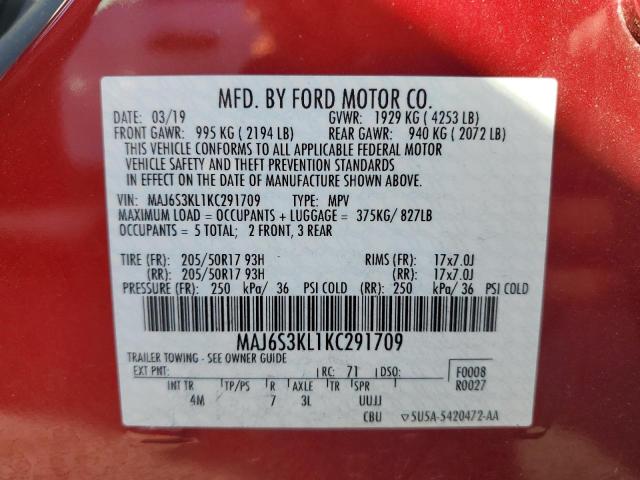 MFD. BY FORD MOTOR CO.
DATE: 03/19 GVWR: 1929 KG ( 4253 LB)
FRONT GAWR: 995 KG ( 2194 LB) REAR GAWR: 940 KG ( 2072 LB)
THIS VEHICLE CONFORMS TO ALL APPLICABLE FEDERAL MOTOR
VEHICLE SAFETY AND THEFT PREVENTION STANDARDS
IN EFFECT ON THE DATE OF MANUFACTURE SHOWN ABOVE.
VIN: MAJ6S3KL1KC291709 TYPE: MPV
MAXIMUM LOAD = OCCUPANTS + LUGGAGE = 375KG/ 827LB
OCCUPANTS = 5 TOTAL; 2 FRONT, 3 REAR
TIRE (FR): 205/50R17 93H RIMS (FR): 17x7.0J
(RR): 205/50R17 93H (RR): 17x7.0J
PRESSURE (FR): 250 kPa/ 36 PSI COLD (RR): 250 kPa/ 36 PSI COLD
MAJ6S3KL1KC291709
TRAILER TOWING - SEE OWNER GUIDE
EXT PNT: RC: 71 DSO: F0008
R0027
INT TR TP/PS R AXLE TR SPR
4M 7 3L UUJJ
CBU ▽5U5A-5420472-AA